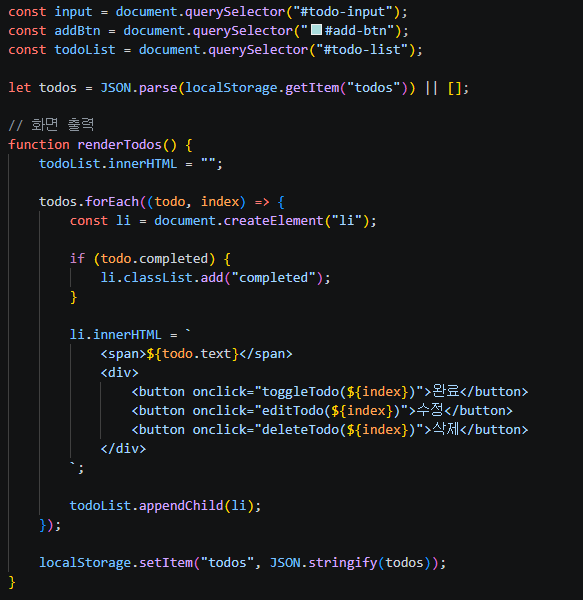 const input = document.querySelector("#todo-input");
const addBtn = document.querySelector("#add-btn");
const todoList = document.querySelector("#todo-list");
let todos = JSON.parse(localStorage.getItem("todos")) || [];
// 화면 출력
function renderTodos() {
todoList.innerHTML = "";
todos.forEach((todo, index) => {
const li = document.createElement("li");
if (todo.completed) {
li.classList.add("completed");
}
li.innerHTML = `
<span>${todo.text}</span>
<div>
<button onclick="toggleTodo(${index})">완료</button>
<button onclick="editTodo(${index})">수정</button>
<button onclick="deleteTodo(${index})">삭제</button>
</div>
`;
todoList.appendChild(li);
});
localStorage.setItem("todos", JSON.stringify(todos));
}